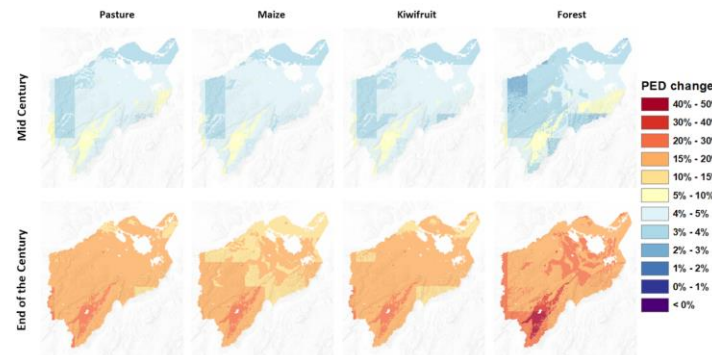 Pasture
Maize
Kiwifruit
Forest
Mid Century
End of the Century
PED change
40% - 50%
30% - 40%
20% - 30%
15% - 20%
10% - 15%
5% - 10%
4% - 5%
3% - 4%
2% - 3%
1% - 2%
0% - 1%
< 0%